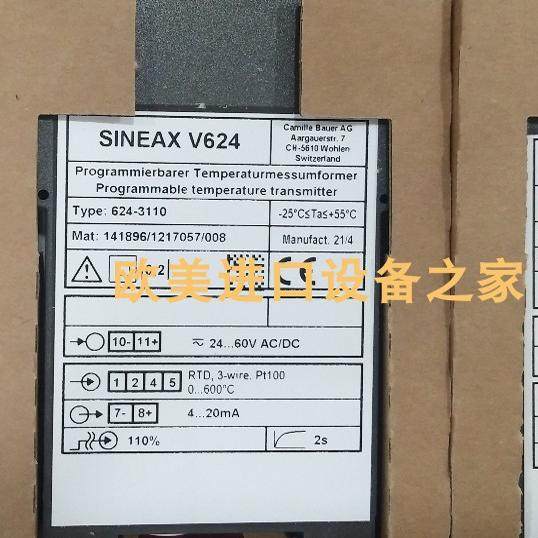 SINEAX V624
Camille Bauer AG
Aargauerstr. 7
CH-5610 Wohlen
Switzerland
Programmierbarer Temperaturmessumformer
Programmable temperature transmitter
Type: 624-3110
-25°C≤Ta≤+55°C
Mat: 141896/1217057/008
Manufact. 21/4
CE
欧美进口设备之家
10- 11+
24...60V AC/DC
1 2 4 5
RTD, 3-wire, Pt100
0...600°C
7- 8+
4...20mA
110%
2s